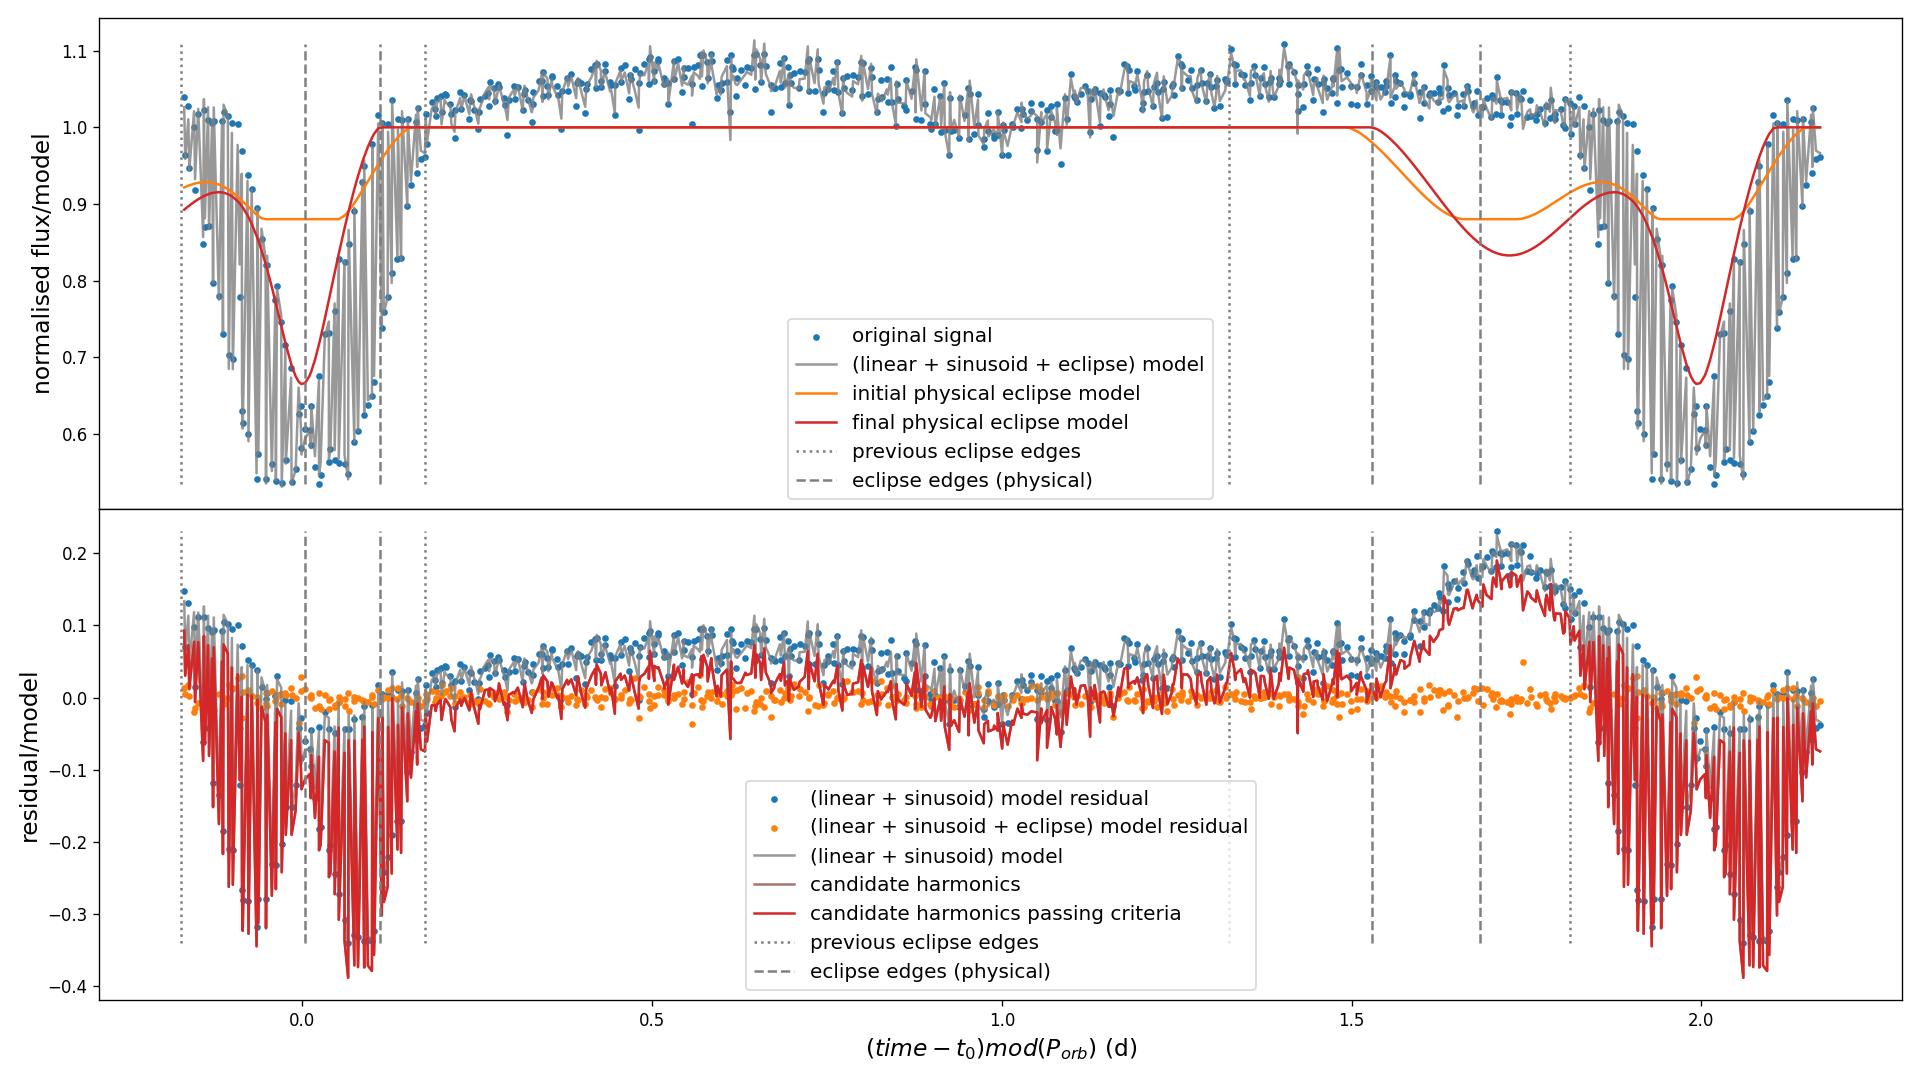 1.1
1.0
0.9
0.8
0.7
0.6
normalised flux/model
original signal
(linear + sinusoid + eclipse) model
initial physical eclipse model
final physical eclipse model
previous eclipse edges
eclipse edges (physical)
0.2
0.1
0.0
−0.1
−0.2
−0.3
−0.4
residual/model
(linear + sinusoid) model residual
(linear + sinusoid + eclipse) model residual
(linear + sinusoid) model
candidate harmonics
candidate harmonics passing criteria
previous eclipse edges
eclipse edges (physical)
0.0 0.5 1.0 1.5 2.0
(time − t₀)mod(P_orb) (d)